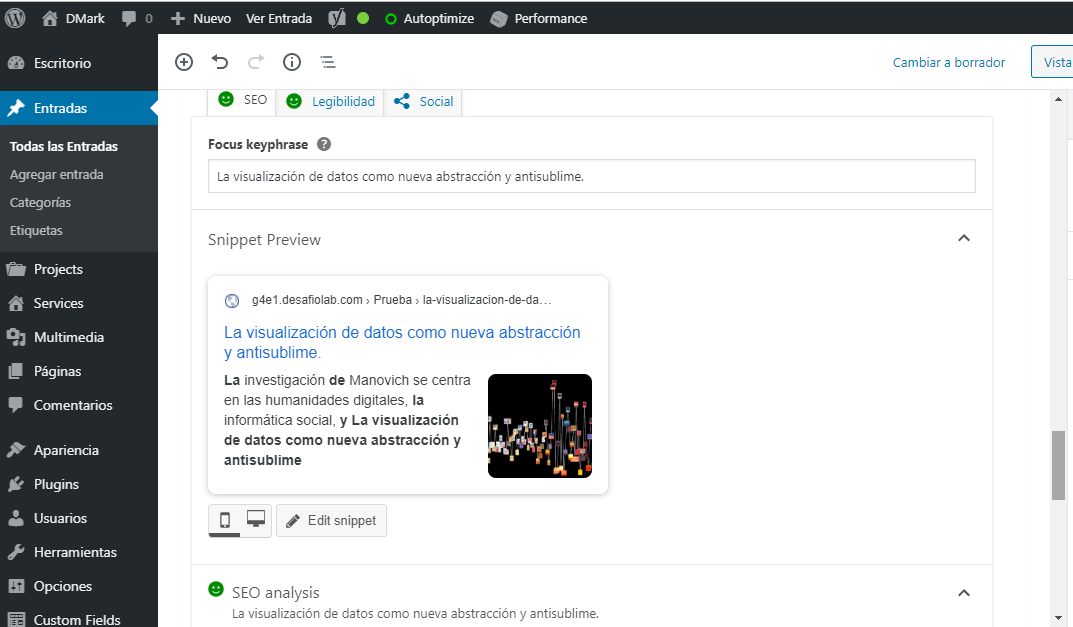 DMark 0 Nuevo Ver Entrada Autoptimize Performance
Escritorio
Entradas
Todas las Entradas
Agregar entrada
Categorías
Etiquetas
Projects
Services
Multimedia
Páginas
Comentarios
Apariencia
Plugins
Usuarios
Herramientas
Opciones
Custom Fields
Cambiar a borrador Vista
SEO Legibilidad Social
Focus keyphrase ?
La visualización de datos como nueva abstracción y antisublime.
Snippet Preview
g4e1.desafiolab.com › Prueba › la-visualizacion-de-da…
La visualización de datos como nueva abstracción
y antisublime.
La investigación de Manovich se centra
en las humanidades digitales, la
informática social, y La visualización
de datos como nueva abstracción y
antisublime
Edit snippet
SEO analysis
La visualización de datos como nueva abstracción y antisublime.